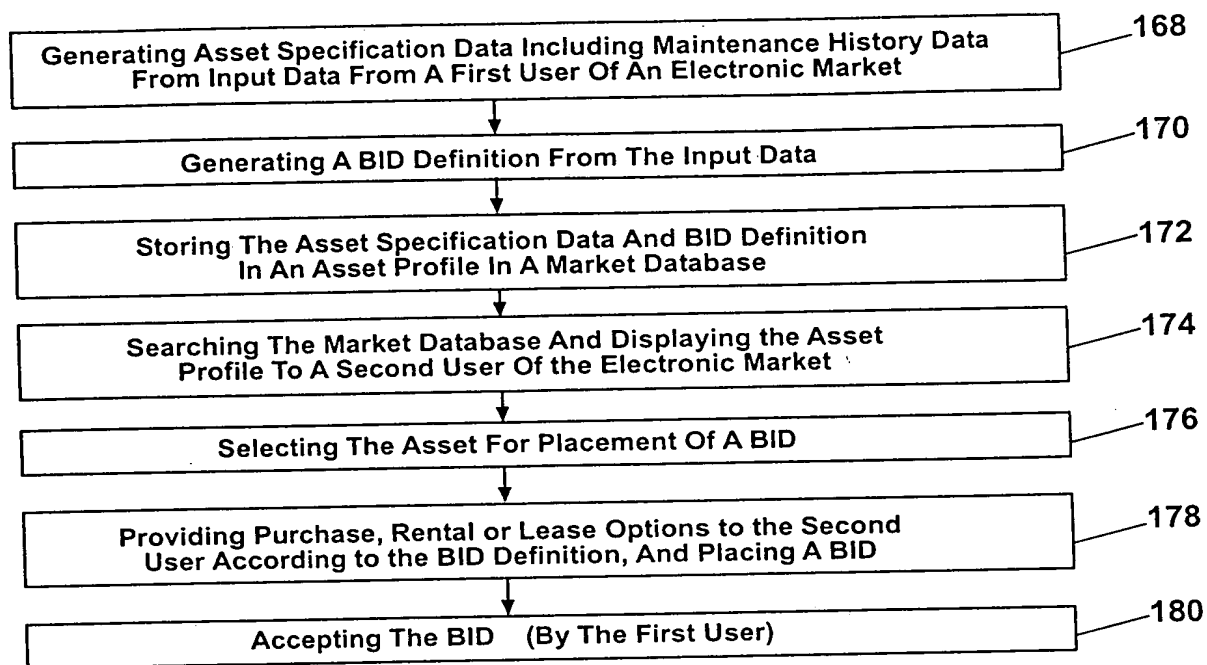 Generating Asset Specification Data Including Maintenance History Data
From Input Data From A First User Of An Electronic Market
168
Generating A BID Definition From The Input Data
170
Storing The Asset Specification Data And BID Definition
In An Asset Profile In A Market Database
172
Searching The Market Database And Displaying the Asset
Profile To A Second User Of the Electronic Market
174
Selecting The Asset For Placement Of A BID
176
Providing Purchase, Rental or Lease Options to the Second
User According to the BID Definition, And Placing A BID
178
Accepting The BID (By The First User)
180